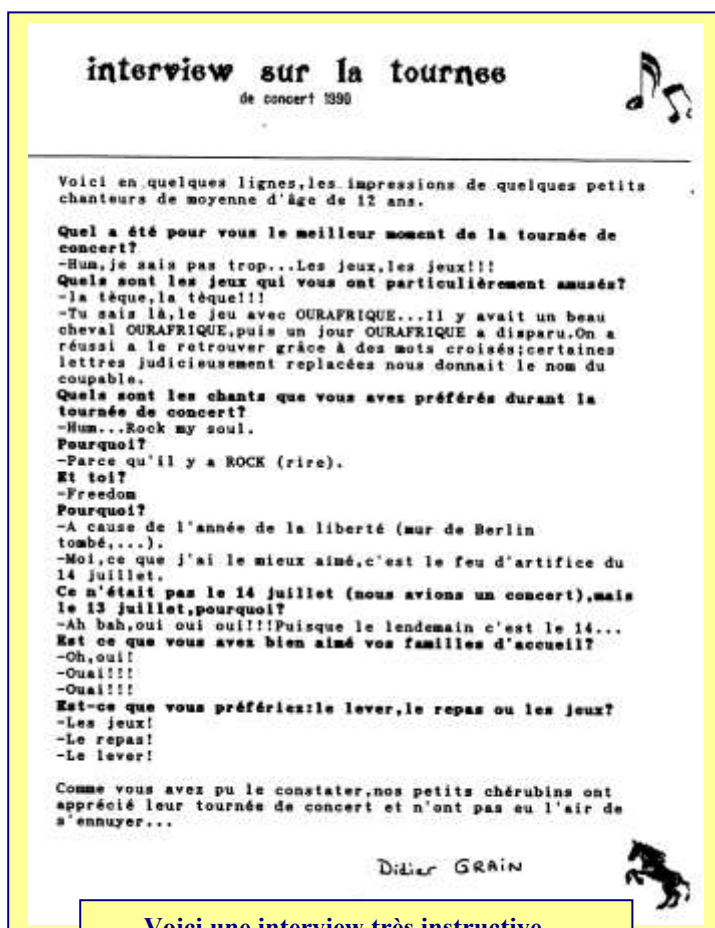 interview sur la tournee
de concert 1990
Voici en quelques lignes,les impressions de quelques petits
chanteurs de moyenne d'âge de 12 ans.
Quel a été pour vous le meilleur moment de la tournée de
concert?
-Hum,je sais pas trop...Les jeux,les jeux!!!
Quels sont les jeux qui vous ont particulièrement amusés?
-la tèque,la tèque!!!
-Tu sais là,le jeu avec OURAFRIQUE...Il y avait un beau
cheval OURAFRIQUE,puis un jour OURAFRIQUE a disparu.On a
réussi a le retrouver grâce à des mots croisés;certaines
lettres judicieusement replacées nous donnait le nom du
coupable.
Quels sont les chants que vous avez préférés durant la
tournée de concert?
-Hum...Rock my soul.
Pourquoi?
-Parce qu'il y a ROCK (rire).
Et toi?
-Freedom
Pourquoi?
-A cause de l'année de la liberté (mur de Berlin
tombé,...).
-Moi,ce que j'ai le mieux aimé,c'est le feu d'artifice du
14 juillet.
Ce n'était pas le 14 juillet (nous avions un concert),mais
le 13 juillet,pourquoi?
-Ah bah,oui oui oui!!!Puisque le lendemain c'est le 14...
Est ce que vous avez bien aimé vos familles d'accueil?
-Oh,oui!
-Ouai!!!
-Ouai!!!
Est-ce que vous préfériez:le lever,le repas ou les jeux?
-Les jeux!
-Le repas!
-Le lever!
Comme vous avez pu le constater,nos petits chérubins ont
apprécié leur tournée de concert et n'ont pas eu l'air de
s'ennuyer...
Didier GRAIN
Voici une interview très instructive